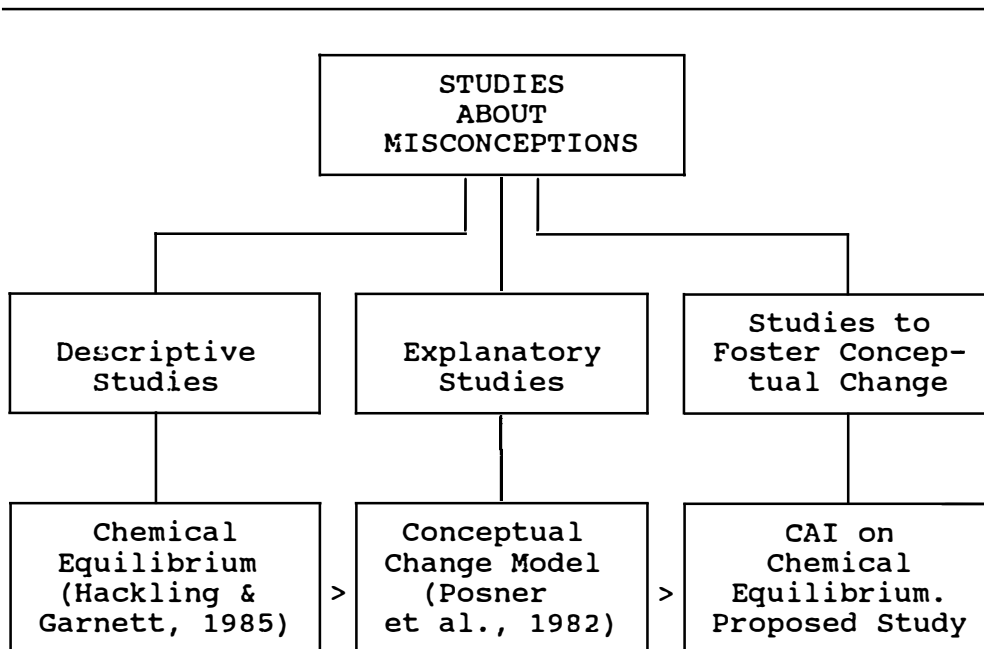 STUDIES
ABOUT
MISCONCEPTIONS
Descriptive
Studies
Explanatory
Studies
Studies to
Foster Concep-
tual Change
Chemical
Equilibrium
(Hackling &
Garnett, 1985)
>
Conceptual
Change Model
(Posner
et al., 1982)
>
CAI on
Chemical
Equilibrium.
Proposed Study